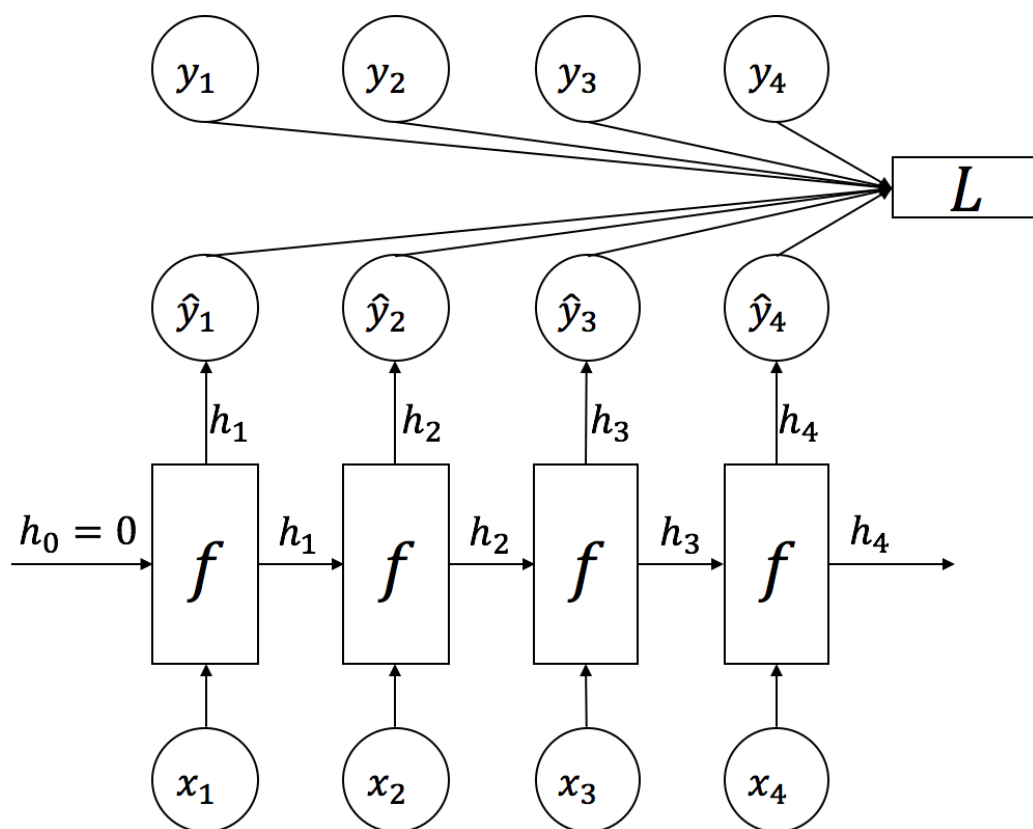 y₁ y₂ y₃ y₄
L
ŷ₁ ŷ₂ ŷ₃ ŷ₄
h₁ h₂ h₃ h₄
h₀ = 0 h₁ h₂ h₃ h₄
f f f f
x₁ x₂ x₃ x₄